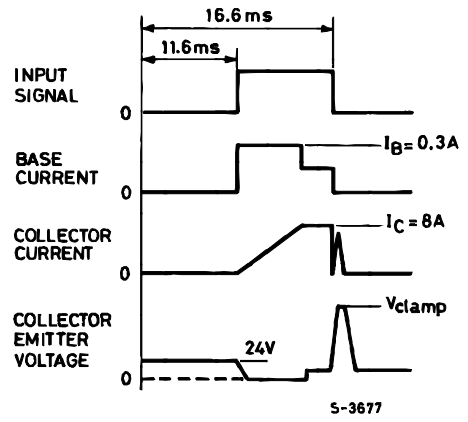 16.6ms
11.6ms
INPUT
SIGNAL
0
BASE
CURRENT
0
IB=0.3A
COLLECTOR
CURRENT
0
IC=8A
COLLECTOR
EMITTER
VOLTAGE
0
24V
Vclamp
S-3677